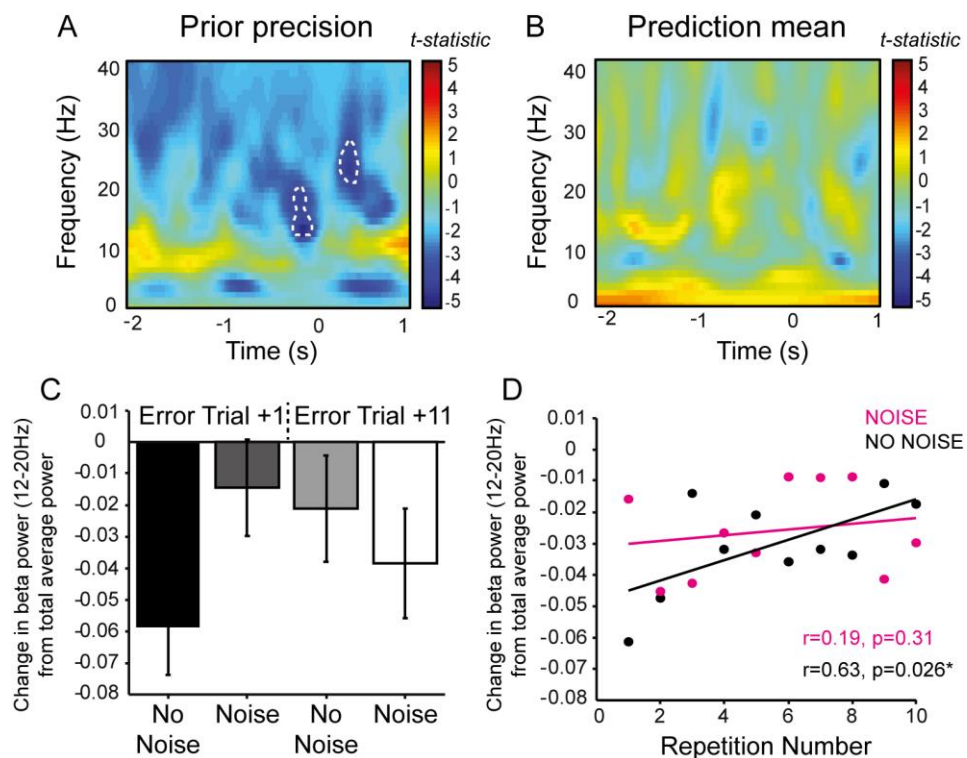 A
Prior precision
t-statistic
5
4
3
2
1
0
-1
-2
-3
-4
-5
40
30
20
10
0
Frequency (Hz)
-2
-1
0
1
Time (s)
B
Prediction mean
t-statistic
5
4
3
2
1
0
-1
-2
-3
-4
-5
40
30
20
10
0
Frequency (Hz)
-2
-1
0
1
Time (s)
C
Error Trial +1
Error Trial +11
0.01
0
-0.01
-0.02
-0.03
-0.04
-0.05
-0.06
-0.07
-0.08
Change in beta power (12-20Hz)
from total average power
No
Noise
Noise
No
Noise
Noise
D
NOISE
NO NOISE
0.01
0
-0.01
-0.02
-0.03
-0.04
-0.05
-0.06
-0.07
-0.08
Change in beta power (12-20Hz)
from total average power
r=0.19, p=0.31
r=0.63, p=0.026*
0
2
4
6
8
10
Repetition Number